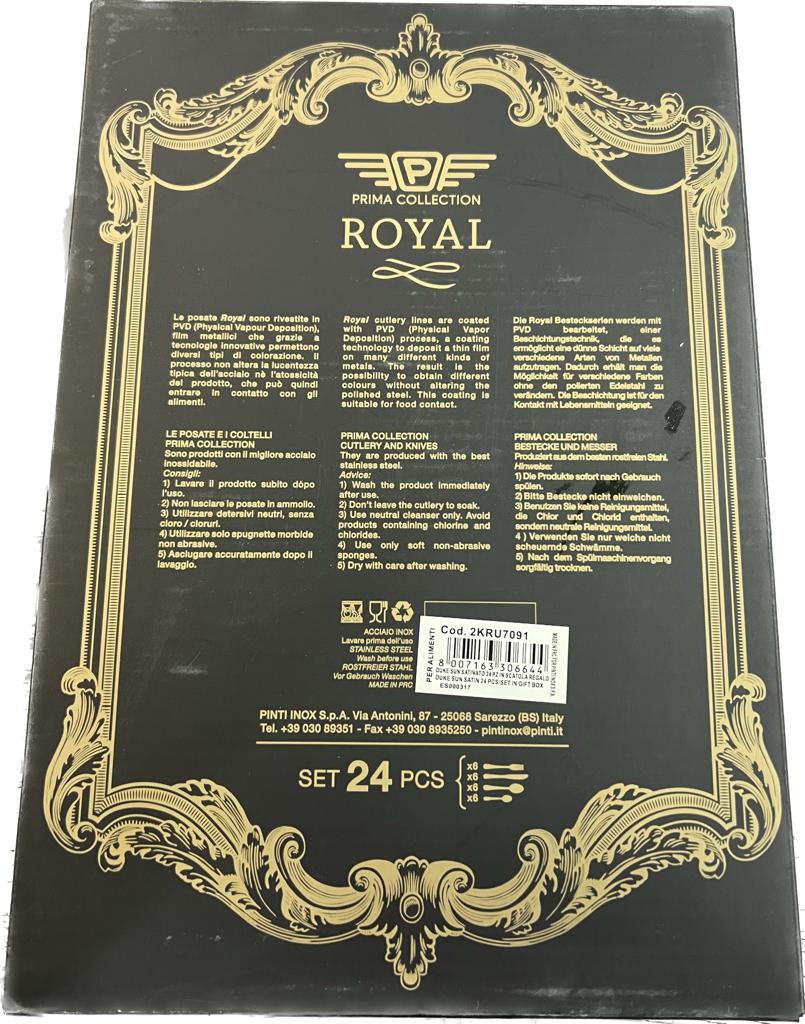 P
PRIMA COLLECTION
ROYAL
Le posate Royal sono rivestite in
PVD (Physical Vapour Deposition),
film metallici che grazie a
tecnologie innovative permettono
diversi tipi di colorazione. Il
processo non altera la lucentezza
tipica dell'acciaio nè l'atossicità
del prodotto, che può quindi
entrare in contatto con gli
alimenti.
Royal cutlery lines are coated
with PVD (Physical Vapor
Deposition) process, a coating
technology to deposit a thin film
on many different kinds of
metals. The result is the
possibility to obtain different
colours without altering the
polished steel. This coating is
suitable for food contact.
Die Royal Besteckserien werden mit
PVD bearbeitet, einer
Beschichtungstechnik, die es
ermöglicht eine dünne Schicht auf viele
verschiedene Arten von Metallen
aufzutragen. Dadurch erhält man die
Möglichkeit für verschiedene Farben
ohne den polierten Edelstahl zu
verändern. Die Beschichtung ist für den
Kontakt mit Lebensmitteln geeignet.
LE POSATE E I COLTELLI
PRIMA COLLECTION
Sono prodotti con il migliore acciaio
inossidabile.
Consigli:
1) Lavare il prodotto subito dopo
l'uso.
2) Non lasciare le posate in ammollo.
3) Utilizzare detersivi neutri, senza
cloro / cloruri.
4) Utilizzare solo spugnette morbide
non abrasive.
5) Asciugare accuratamente dopo il
lavaggio.
PRIMA COLLECTION
CUTLERY AND KNIVES
They are produced with the best
stainless steel.
Advice:
1) Wash the product immediately
after use.
2) Don't leave the cutlery to soak.
3) Use neutral cleanser only. Avoid
products containing chlorine and
chlorides.
4) Use only soft non-abrasive
sponges.
5) Dry with care after washing.
PRIMA COLLECTION
BESTECKE UND MESSER
Produziert aus dem besten rostfreien Stahl.
Hinweise:
1) Die Produkte sofort nach Gebrauch
spülen.
2) Bitte Bestecke nicht einweichen.
3) Benutzen Sie keine Reinigungsmittel,
die Chlor und Chlorid enthalten,
sondern neutrale Reinigungsmittel.
4 ) Verwenden Sie nur weiche nicht
scheuernde Schwämme.
5) Nach dem Spülmaschinenvorgang
sorgfältig trocknen.
ACCIAIO INOX
Lavare prima dell'uso
STAINLESS STEEL
Wash before use
ROSTFREIER STAHL
Vor Gebrauch Waschen
MADE IN PRC
PER ALIMENTI
Cod. 2KRU7091
8 007163 306644
DUKE SUN SATINATO 24 PZ IN SCATOLA REGALO
DUKE SUN SATIN 24 PCS/SET IN GIFT BOX
ES000317
MADE IN PRC FOR PINTINOX S.P.A.
PINTI INOX S.p.A. Via Antonini, 87 - 25068 Sarezzo (BS) Italy
Tel. +39 030 89351 - Fax +39 030 8935250 - pintinox@pinti.it
SET 24 PCS
x6
x6
x6
x6